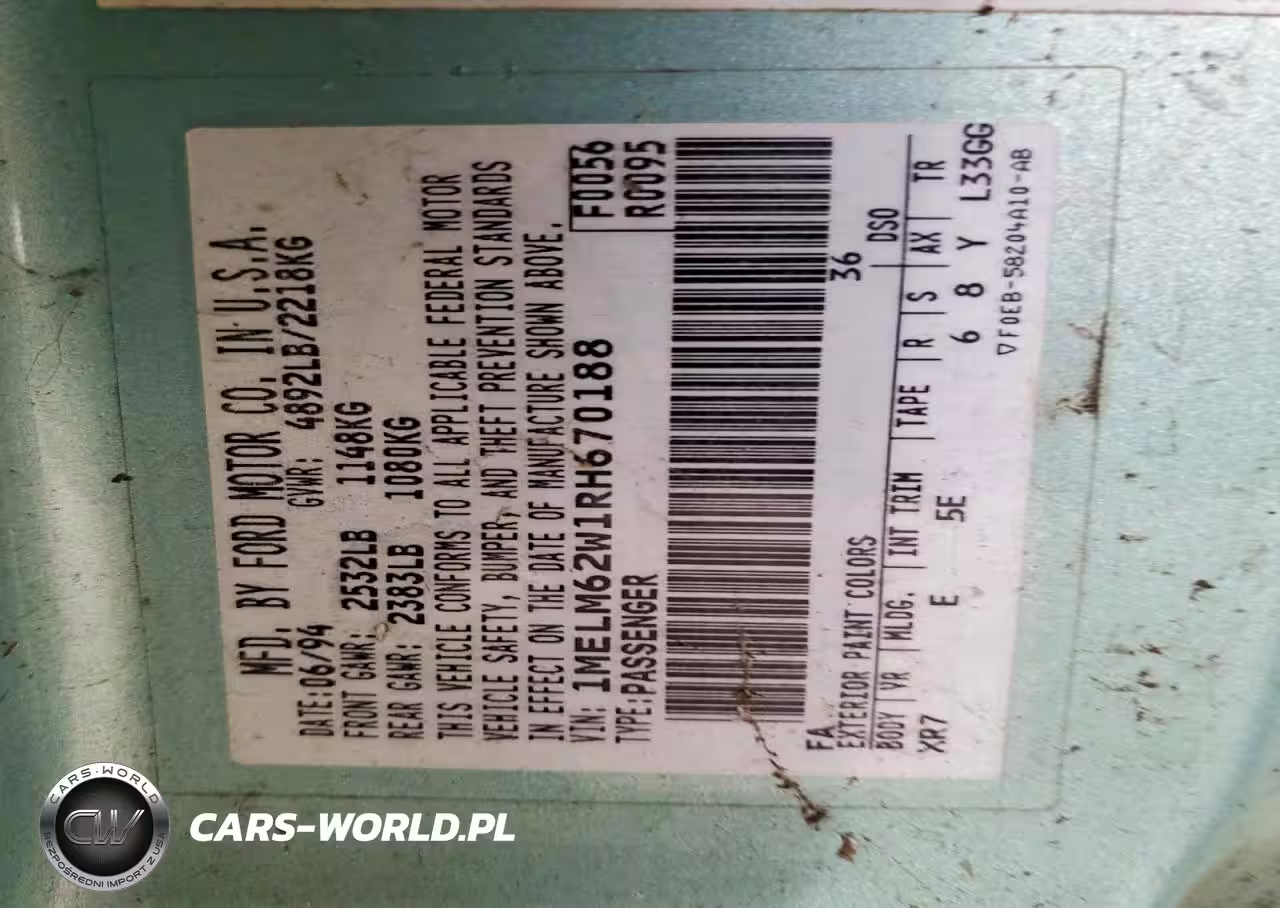 MFD. BY FORD MOTOR CO. IN U.S.A.
DATE:06/94 GVWR: 4892LB/2218KG
FRONT GAWR: 2532LB 1148KG
REAR GAWR: 2383LB 1080KG
THIS VEHICLE CONFORMS TO ALL APPLICABLE FEDERAL MOTOR
VEHICLE SAFETY, BUMPER, AND THEFT PREVENTION STANDARDS
IN EFFECT ON THE DATE OF MANUFACTURE SHOWN ABOVE.
VIN: 1MELM62W1RH670188 F0056
TYPE:PASSENGER R0095
FA 36
EXTERIOR PAINT COLORS DSO
BODY VR MLDG. INT TRIM TAPE R S AX TR
XR7 E 5E 6 8 Y L33GG
▽F0EB-58204A10-AB
CARS-WORLD
CW
BEZPOŚREDNI IMPORT Z USA
CARS-WORLD.PL